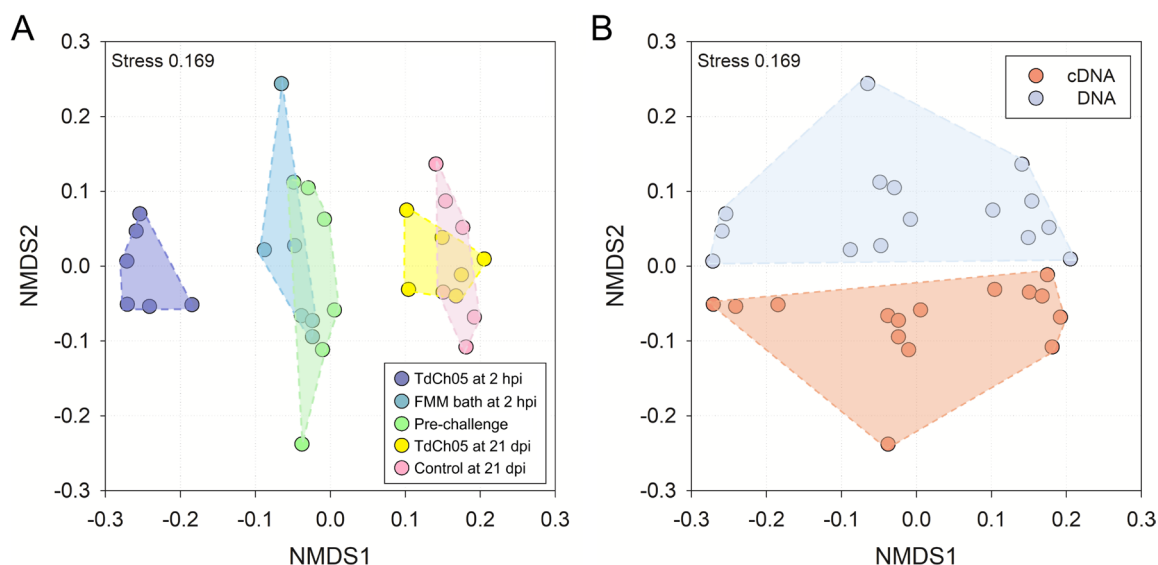 A
Stress 0.169
0.3
0.2
0.1
0.0
-0.1
-0.2
-0.3
NMDS2
-0.3 -0.2 -0.1 0.0 0.1 0.2 0.3
NMDS1
TdCh05 at 2 hpi
FMM bath at 2 hpi
Pre-challenge
TdCh05 at 21 dpi
Control at 21 dpi
B
Stress 0.169
cDNA
DNA
0.3
0.2
0.1
0.0
-0.1
-0.2
-0.3
NMDS2
-0.3 -0.2 -0.1 0.0 0.1 0.2 0.3
NMDS1